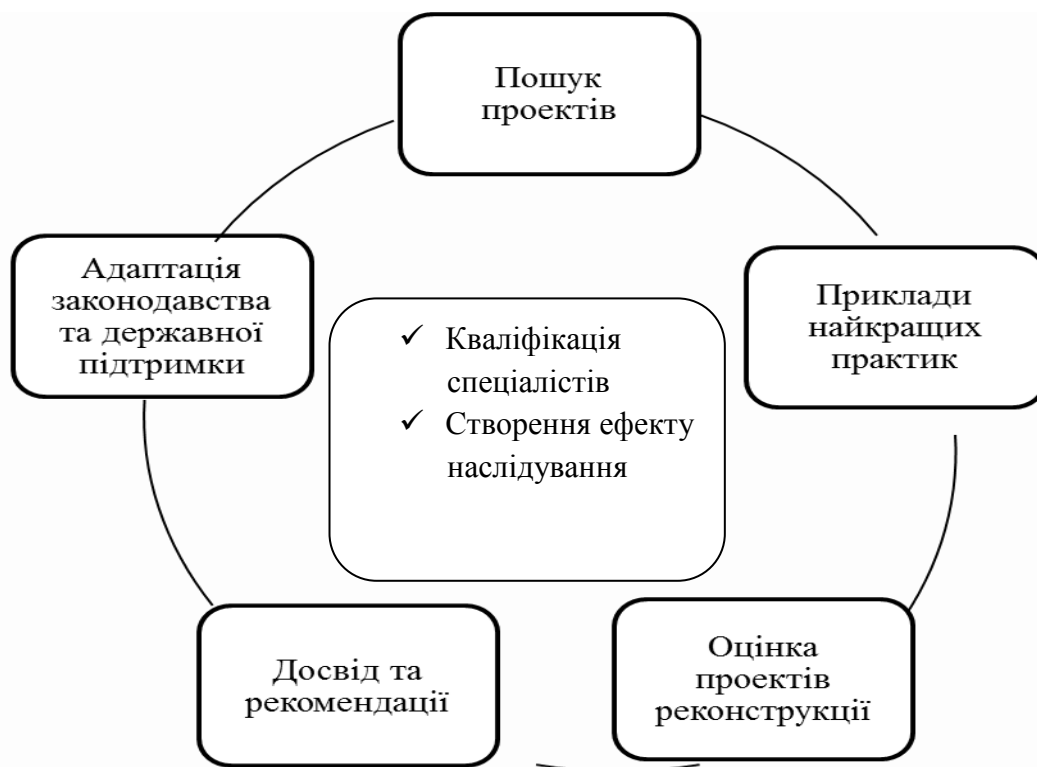 Пошук
проектів
Адаптація
законодавства
та державної
підтримки
Приклади
найкращих
практик
✓ Кваліфікація
спеціалістів
✓ Створення ефекту
наслідування
Досвід та
рекомендації
Оцінка
проектів
реконструкції